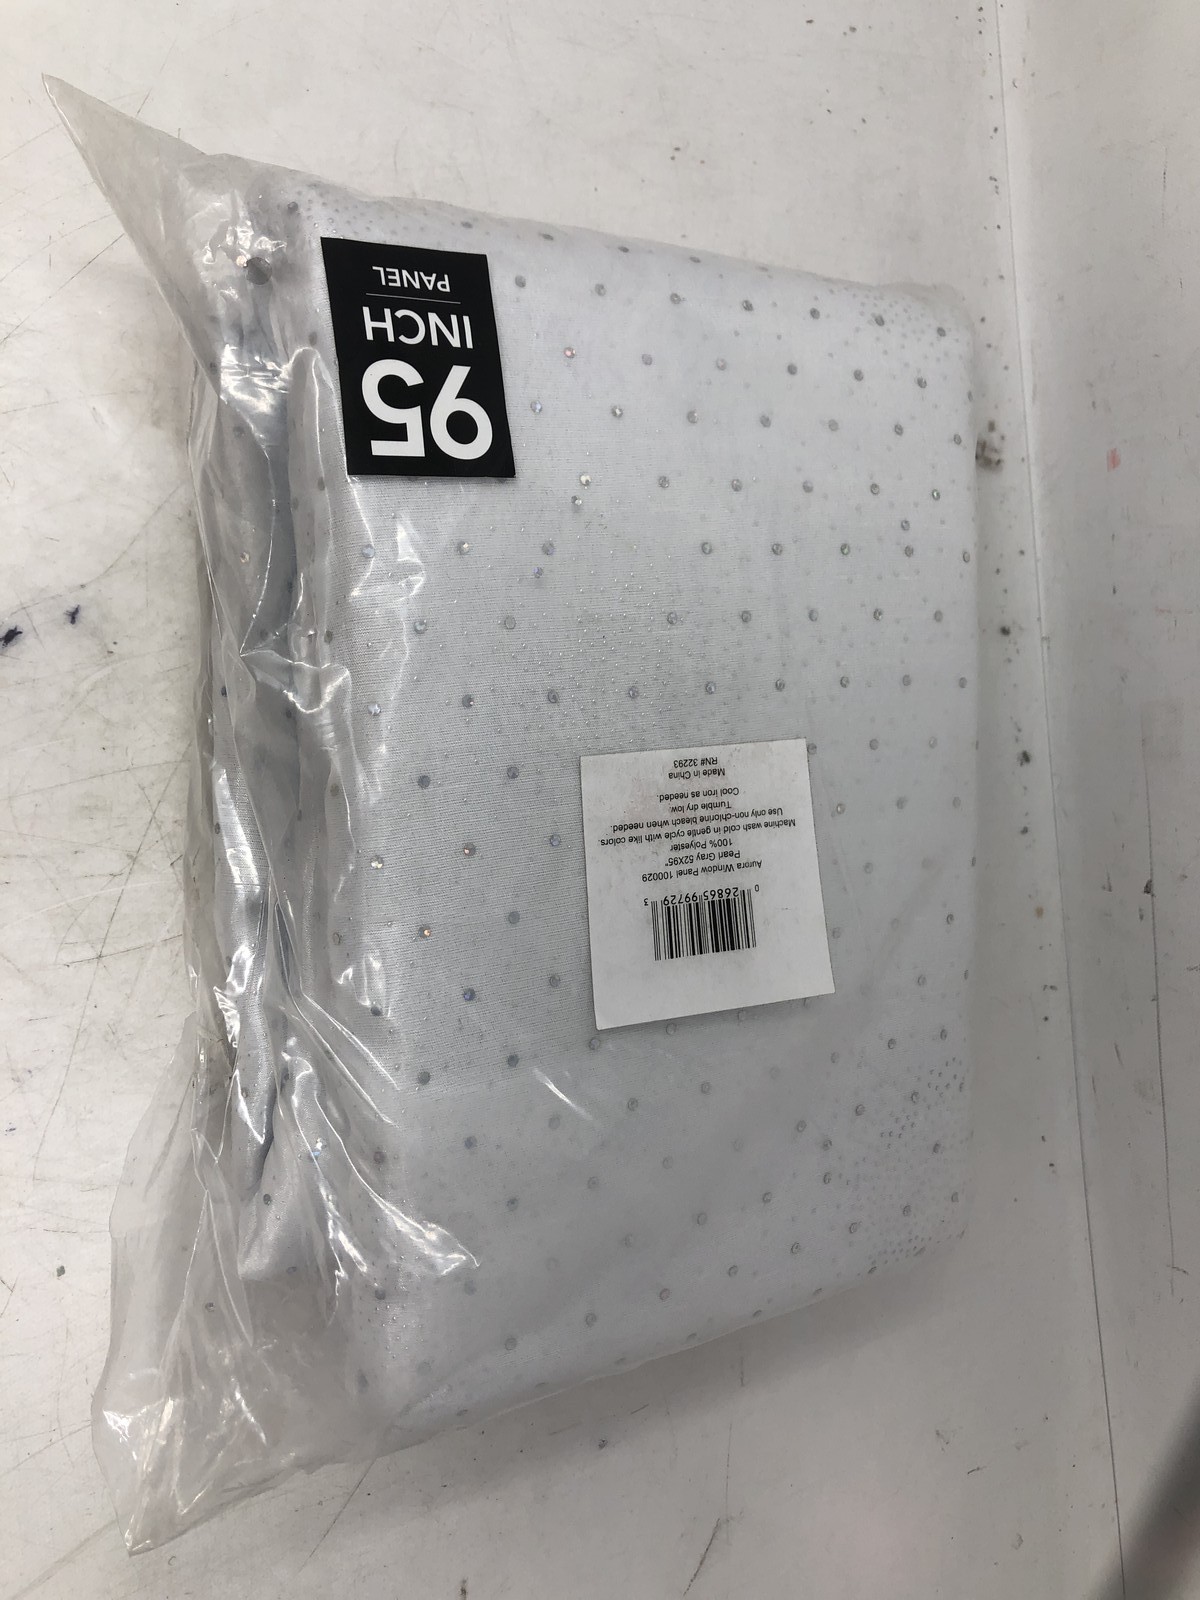 95
INCH
PANEL
0 26865 99729 3
Aurora Window Panel 100029
Pearl Gray 52X95"
100% Polyester
Machine wash cold in gentle cycle with like colors.
Use only non-chlorine bleach when needed.
Tumble dry low.
Cool iron as needed.
Made in China
RN# 32293